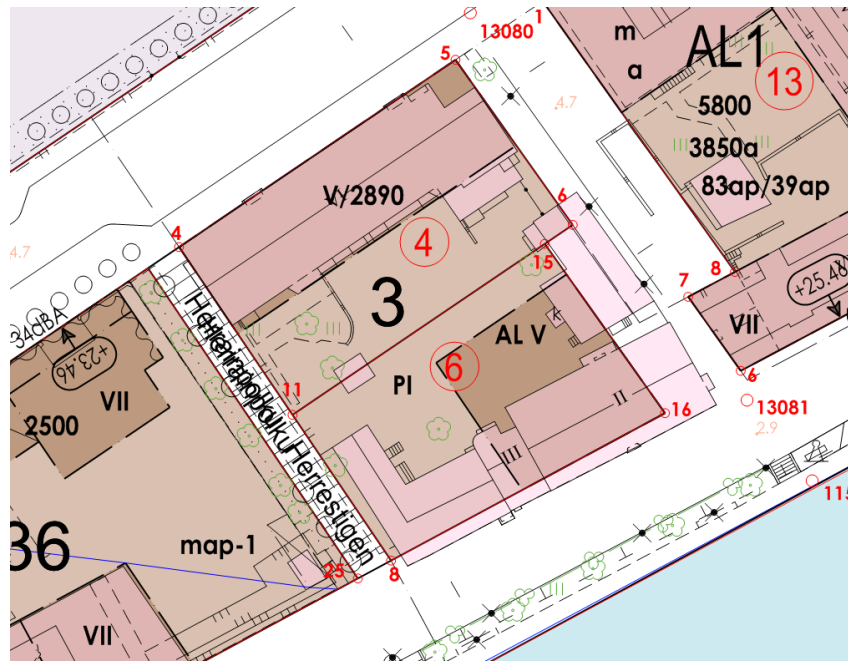 1
13080
5
m
a
AL1
13
5800
3850a
83ap/39ap
4.7
6
V/2890
4
4
4.7
15
3
7
8
+25.48
VII
34dBA
+23.46
VII
2500
AL V
k
6
PI
6
13081
2.9
11
II
16
III
Herrainpolku
Herrestigen
36
map-1
25
8
115
VII